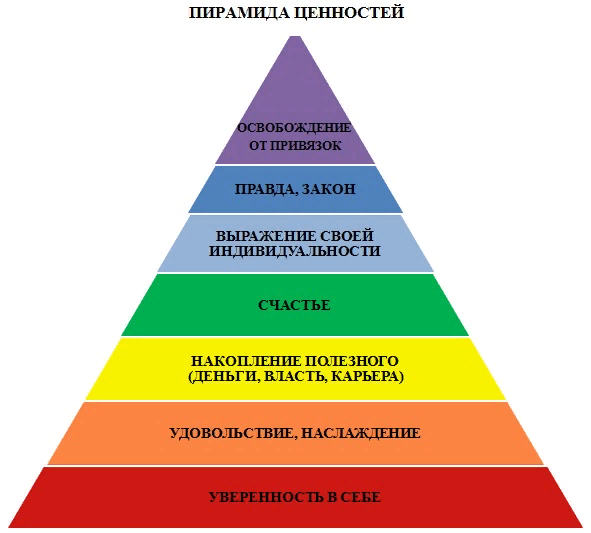 ПИРАМИДА ЦЕННОСТЕЙ
ОСВОБОЖДЕНИЕ
ОТ ПРИВЯЗОК
ПРАВДА, ЗАКОН
ВЫРАЖЕНИЕ СВОЕЙ
ИНДИВИДУАЛЬНОСТИ
СЧАСТЬЕ
НАКОПЛЕНИЕ ПОЛЕЗНОГО
(ДЕНЬГИ, ВЛАСТЬ, КАРЬЕРА)
УДОВОЛЬСТВИЕ, НАСЛАЖДЕНИЕ
УВЕРЕННОСТЬ В СЕБЕ